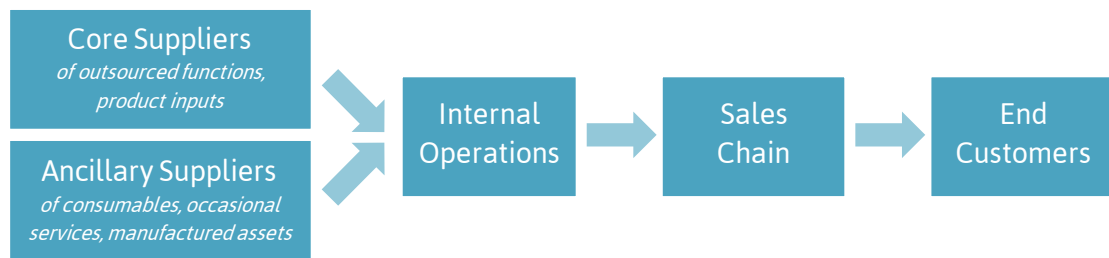 Core Suppliers
of outsourced functions,
product inputs
Ancillary Suppliers
of consumables, occasional
services, manufactured assets
Internal
Operations
Sales
Chain
End
Customers